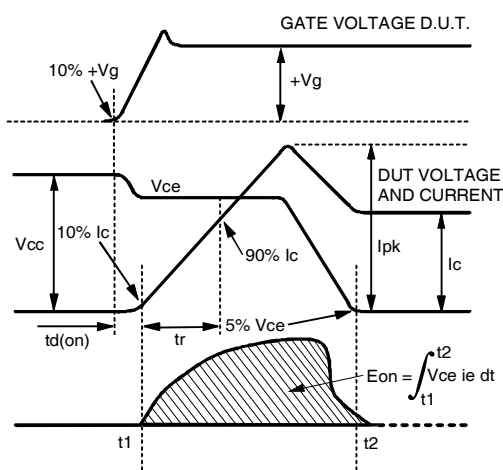 GATE VOLTAGE D.U.T.
10% +Vg
+Vg
DUT VOLTAGE
AND CURRENT
Vce
Vcc
10% Ic
90% Ic
Ipk
Ic
td(on)
tr
5% Vce
t2
Eon = ∫ Vce ie dt
t1
t1
t2